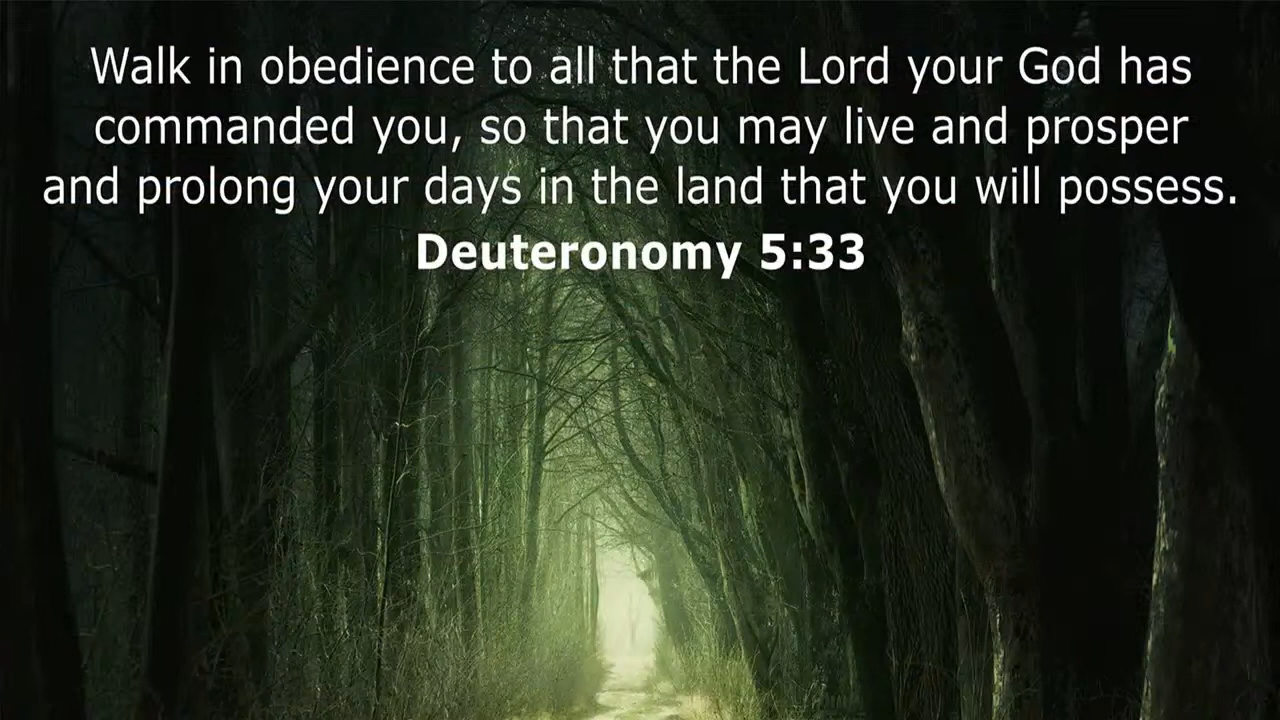 Walk in obedience to all that the Lord your God has
commanded you, so that you may live and prosper
and prolong your days in the land that you will possess.
Deuteronomy 5:33